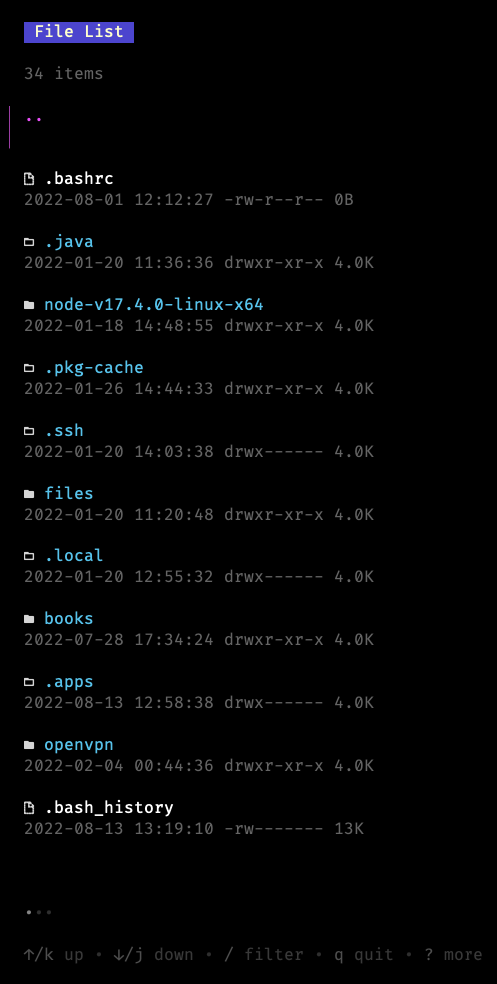 File List
34 items
..
.bashrc
2022-08-01 12:12:27 -rw-r--r-- 0B
.java
2022-01-20 11:36:36 drwxr-xr-x 4.0K
node-v17.4.0-linux-x64
2022-01-18 14:48:55 drwxr-xr-x 4.0K
.pkg-cache
2022-01-26 14:44:33 drwxr-xr-x 4.0K
.ssh
2022-01-20 14:03:38 drwx------ 4.0K
files
2022-01-20 11:20:48 drwxr-xr-x 4.0K
.local
2022-01-20 12:55:32 drwx------ 4.0K
books
2022-07-28 17:34:24 drwxr-xr-x 4.0K
.apps
2022-08-13 12:58:38 drwx------ 4.0K
openvpn
2022-02-04 00:44:36 drwxr-xr-x 4.0K
.bash_history
2022-08-13 13:19:10 -rw------- 13K
•••
↑/k up • ↓/j down • / filter • q quit • ? more